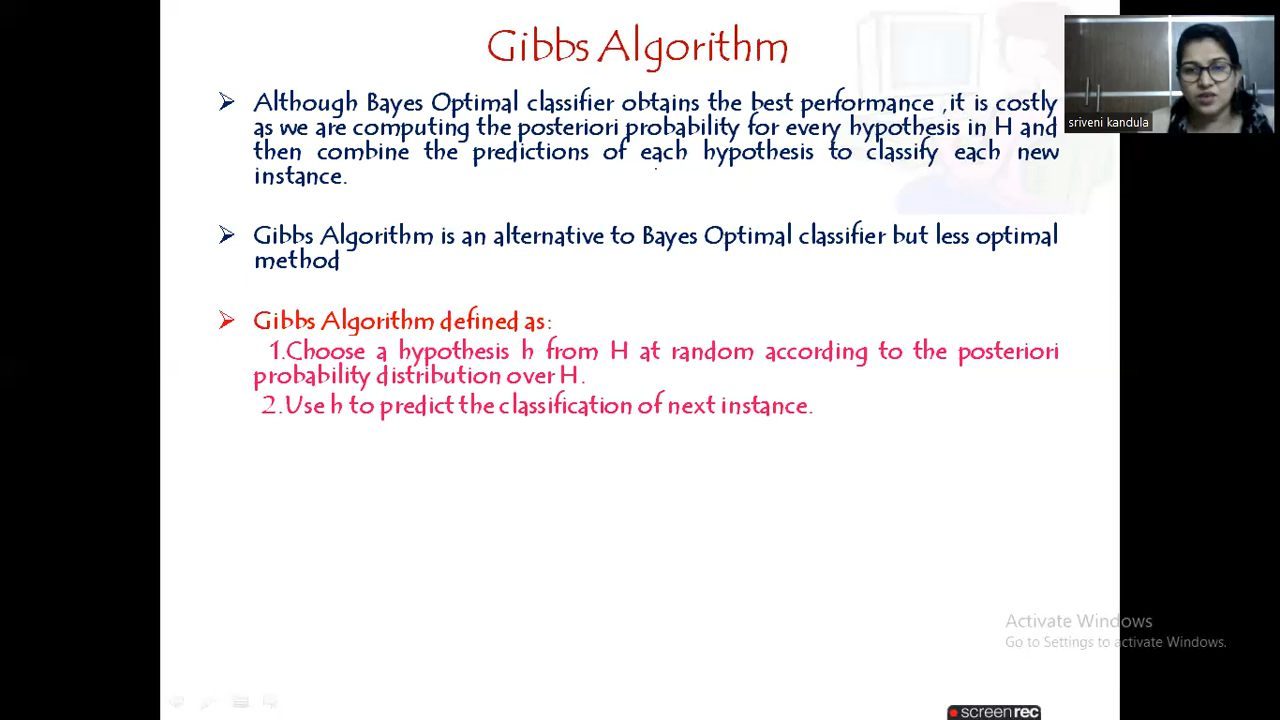 Gibbs Algorithm
Although Bayes Optimal classifier obtains the best performance ,it is costly
as we are computing the posteriori probability for every hypothesis in H and
then combine the predictions of each hypothesis to classify each new
instance.
Gibbs Algorithm is an alternative to Bayes Optimal classifier but less optimal
method
Gibbs Algorithm defined as:
1.Choose a hypothesis h from H at random according to the posteriori
probability distribution over H.
2.Use h to predict the classification of next instance.
sriveni kandula
Activate Windows
Go to Settings to activate Windows.
screenrec